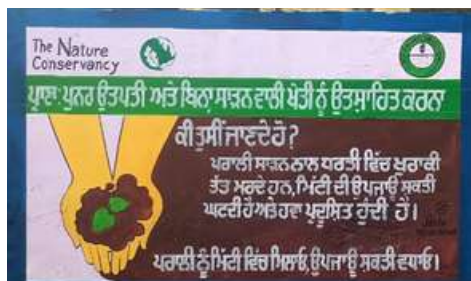 The Nature
Conservancy
ਪ੍ਰਾਣਾ: ਪੁਨਰ ਉਤਪਤੀ ਅਤੇ ਬਿਨਾਂ ਸਾੜਨ ਵਾਲੀ ਖੇਤੀ ਨੂੰ ਉਤਸ਼ਾਹਿਤ ਕਰਨਾ
ਕੀ ਤੁਸੀਂ ਜਾਣਦੇ ਹੋ?
ਪਰਾਲੀ ਸਾੜਨ ਨਾਲ ਧਰਤੀ ਵਿੱਚ ਖੁਰਾਕੀ
ਤੱਤ ਮਰਦੇ ਹਨ, ਮਿੱਟੀ ਦੀ ਉਪਜਾਊ ਸ਼ਕਤੀ
ਘਟਦੀ ਹੈ ਅਤੇ ਹਵਾ ਪ੍ਰਦੂਸ਼ਿਤ ਹੁੰਦੀ ਹੈ।
ਪਰਾਲੀ ਨੂੰ ਮਿੱਟੀ ਵਿੱਚ ਮਿਲਾਓ, ਉਪਜਾਊ ਸ਼ਕਤੀ ਵਧਾਓ।